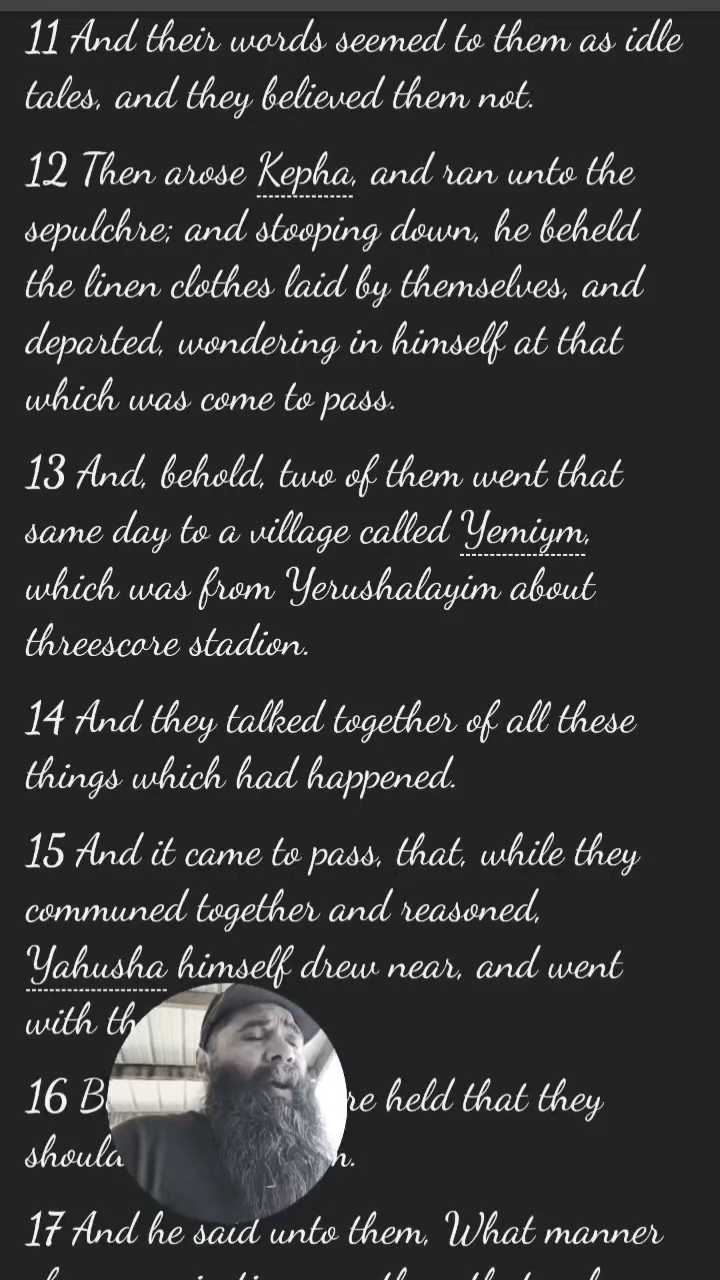 11 And their words seemed to them as idle
tales, and they believed them not.
12 Then arose Kepha, and ran unto the
sepulchre; and stooping down, he beheld
the linen clothes laid by themselves, and
departed, wondering in himself at that
which was come to pass.
13 And, behold, two of them went that
same day to a village called Yemiym,
which was from Yerushalayim about
threescore stadion.
14 And they talked together of all these
things which had happened.
15 And it came to pass, that, while they
communed together and reasoned,
Yahusha himself drew near, and went
with
16 held that they
17 And he said unto them, What manner